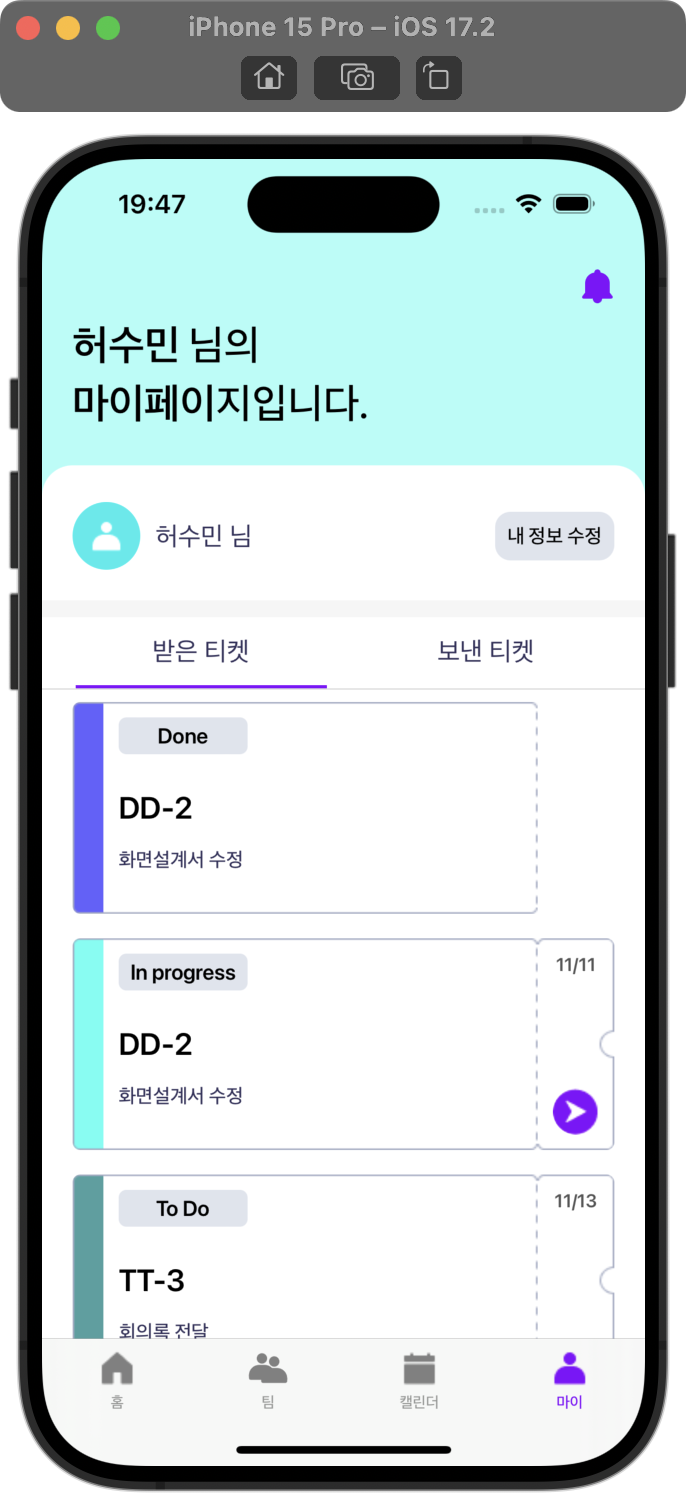 iPhone 15 Pro – iOS 17.2
19:47
허수민 님의
마이페이지입니다.
허수민 님
내 정보 수정
받은 티켓
보낸 티켓
Done
DD-2
화면설계서 수정
In progress
11/11
DD-2
화면설계서 수정
To Do
11/13
TT-3
회의록 전달
홈
팀
캘린더
마이